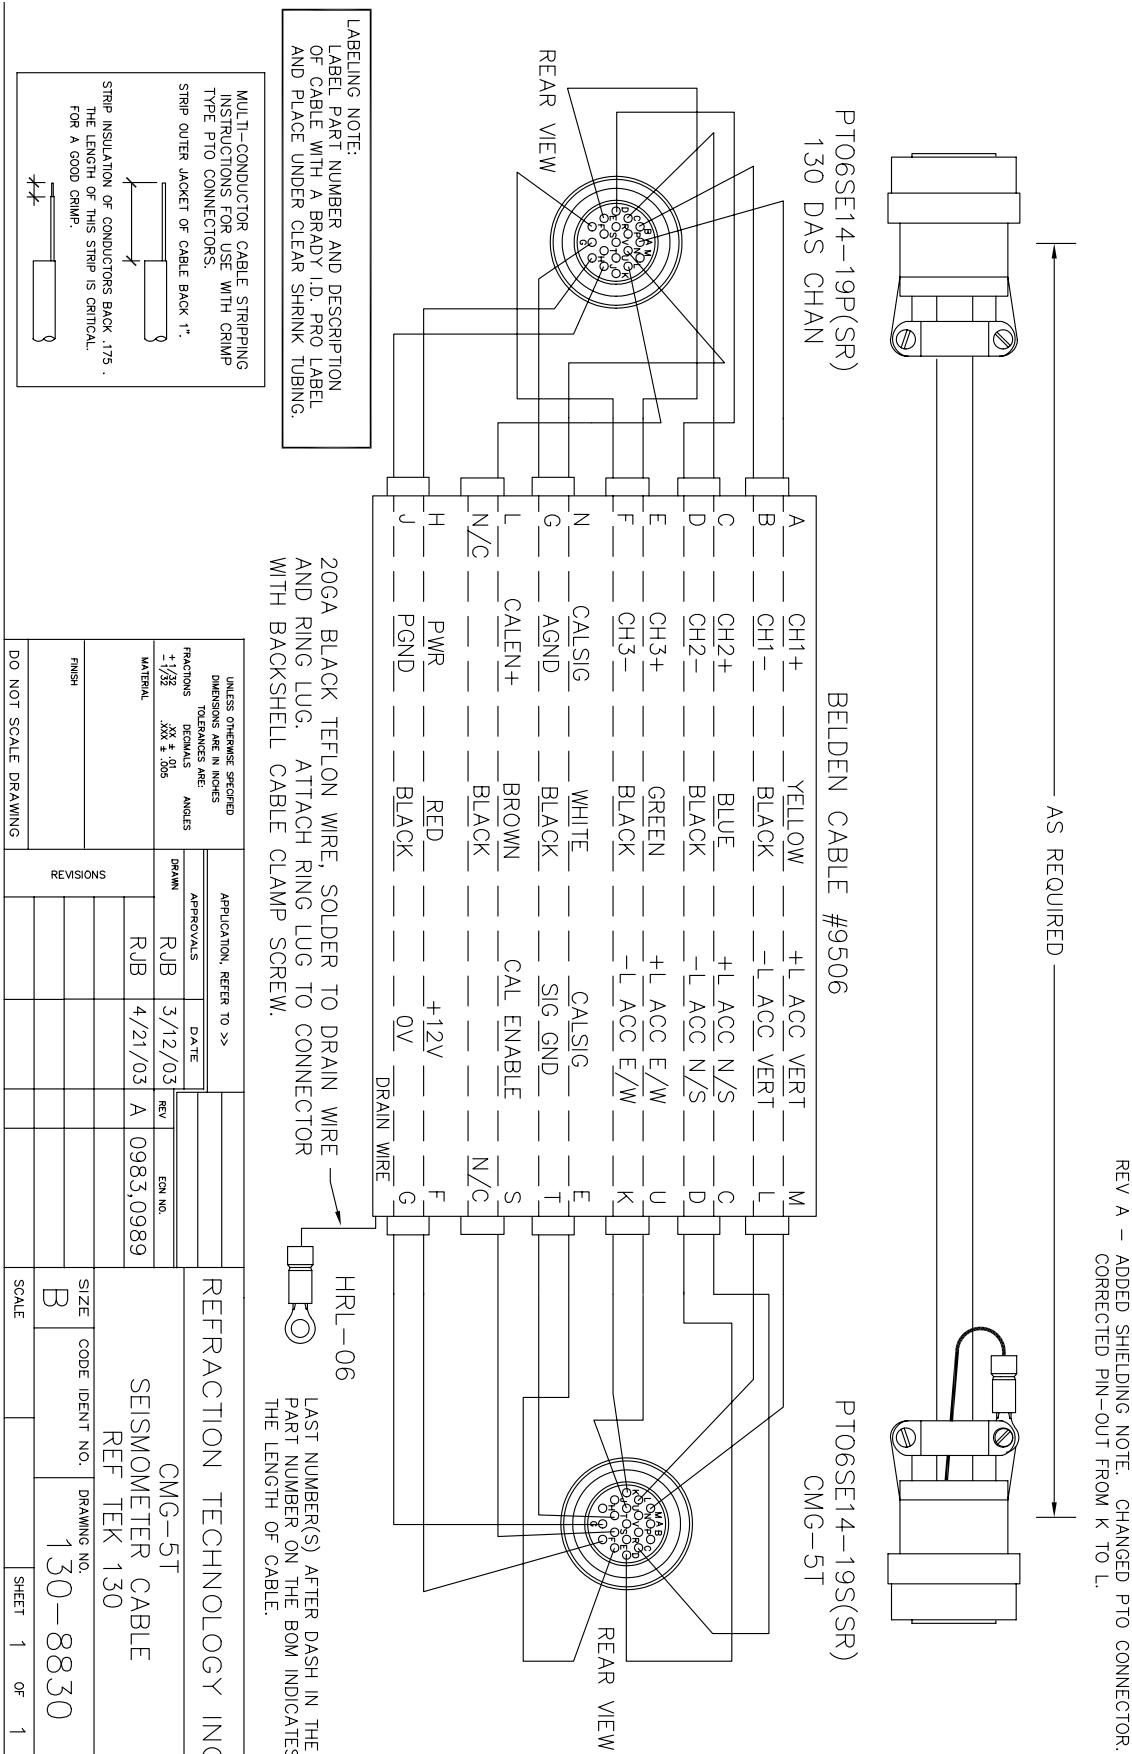 REV A - ADDED SHIELDING NOTE. CHANGED PTO CONNECTOR.
CORRECTED PIN-OUT FROM K TO L.
AS REQUIRED
PT06SE14-19P(SR)
130 DAS CHAN
PT06SE14-19S(SR)
CMG-5T
BELDEN CABLE #9506
REAR VIEW
REAR VIEW
A CH1+ YELLOW +L ACC VERT M
B CH1- BLACK -L ACC VERT L
C CH2+ BLUE +L ACC N/S C
D CH2- BLACK -L ACC N/S D
E CH3+ GREEN +L ACC E/W U
F CH3- BLACK -L ACC E/W K
N CALSIG WHITE CALSIG E
G AGND BLACK SIG GND T
L CALEN+ BROWN CAL ENABLE S
N/C BLACK N/C
H PWR RED +12V F
J PGND BLACK 0V G
DRAIN WIRE
LABELING NOTE:
LABEL PART NUMBER AND DESCRIPTION
OF CABLE WITH A BRADY I.D. PRO LABEL
AND PLACE UNDER CLEAR SHRINK TUBING.
20GA BLACK TEFLON WIRE, SOLDER TO DRAIN WIRE
AND RING LUG. ATTACH RING LUG TO CONNECTOR
WITH BACKSHELL CABLE CLAMP SCREW.
HRL-06
LAST NUMBER(S) AFTER DASH IN THE
PART NUMBER ON THE BOM INDICATES
THE LENGTH OF CABLE.
MULTI-CONDUCTOR CABLE STRIPPING
INSTRUCTIONS FOR USE WITH CRIMP
TYPE PTO CONNECTORS.
STRIP OUTER JACKET OF CABLE BACK 1".
STRIP INSULATION OF CONDUCTORS BACK .175 .
THE LENGTH OF THIS STRIP IS CRITICAL.
FOR A GOOD CRIMP.
UNLESS OTHERWISE SPECIFIED
DIMENSIONS ARE IN INCHES
TOLERANCES ARE:
FRACTIONS DECIMALS ANGLES
+1/32 .XX ± .01
-1/32 .XXX ± .005
MATERIAL
FINISH
DO NOT SCALE DRAWING
APPLICATION, REFER TO >>
APPROVALS DATE
DRAWN RJB 3/12/03 REV ECN NO.
REVISIONS
RJB 4/21/03 A 0983,0989
REFRACTION TECHNOLOGY INC
CMG-5T
SEISMOMETER CABLE
REF TEK 130
SIZE B
CODE IDENT NO.
DRAWING NO. 130-8830
SCALE
SHEET 1 OF 1